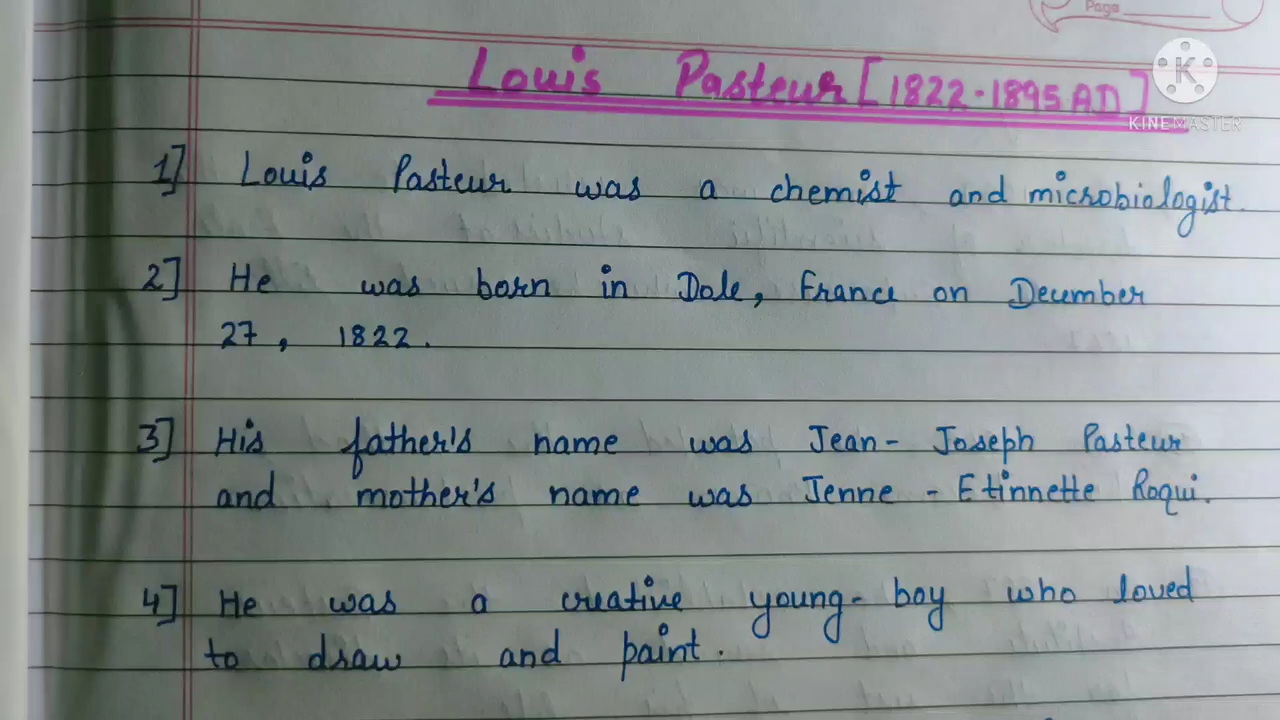 Page
Louis Pasteur [1822-1895 AD]
KINEMASTER
1] Louis Pasteur was a chemist and microbiologist.
2] He was born in Dole, France on December
27, 1822.
3] His father's name was Jean-Joseph Pasteur
and mother's name was Jenne-Etinnette Roqui.
4] He was a creative young-boy who loved
to draw and paint.